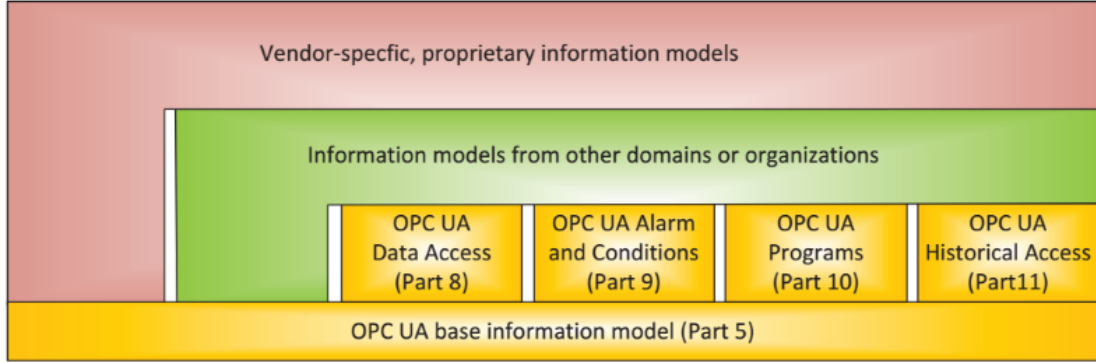 Vendor-specfic, proprietary information models
Information models from other domains or organizations
OPC UA
Data Access
(Part 8)
OPC UA Alarm
and Conditions
(Part 9)
OPC UA
Programs
(Part 10)
OPC UA
Historical Access
(Part11)
OPC UA base information model (Part 5)